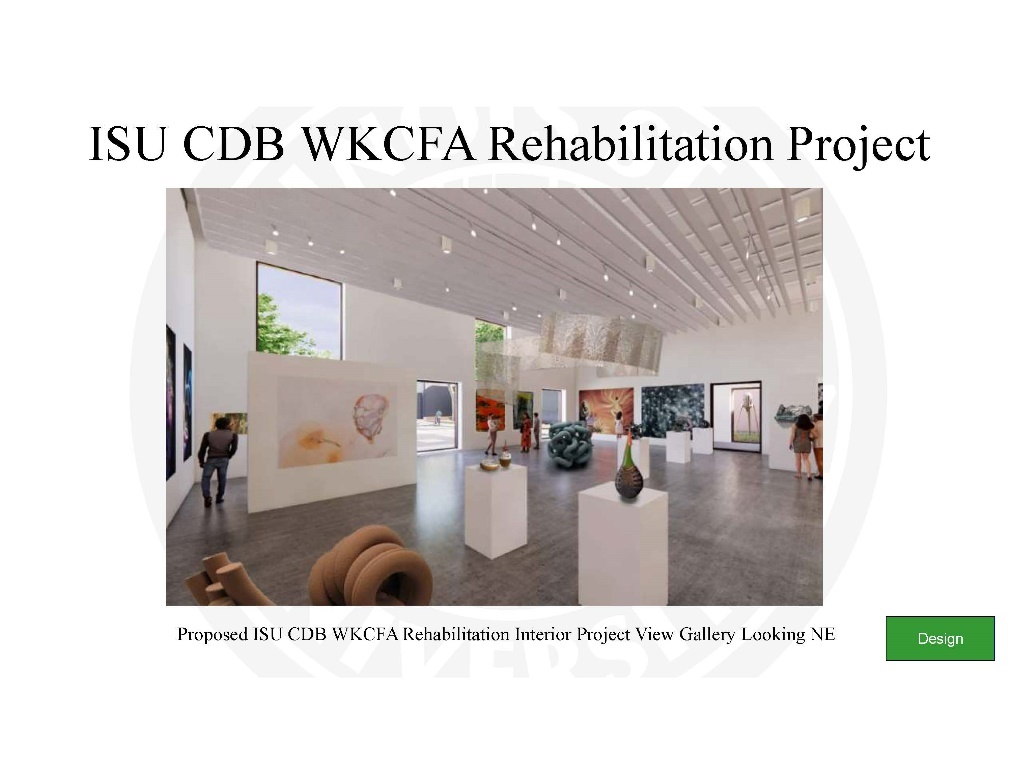 ISU CDB WKCFA Rehabilitation Project
Proposed ISU CDB WKCFA Rehabilitation Interior Project View Gallery Looking NE
Design